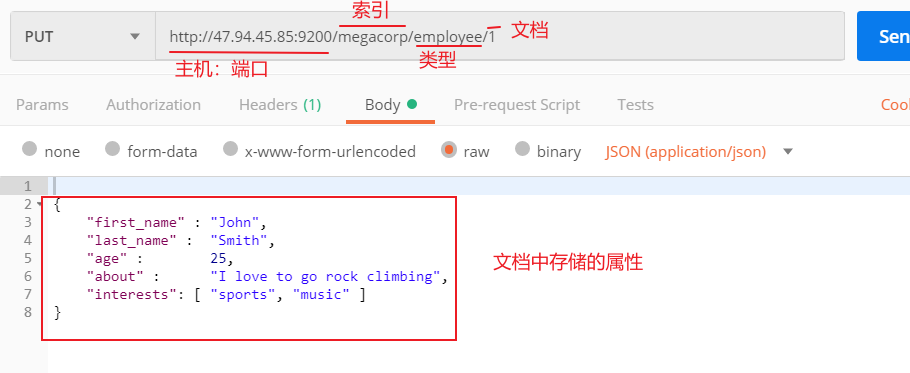 索引
PUT http://47.94.45.85:9200/megacorp/employee/1 文档 Sen
主机：端口 类型
Params Authorization Headers (1) Body Pre-request Script Tests Coo
none form-data x-www-form-urlencoded raw binary JSON (application/json)
1
2 {
3 "first_name" : "John",
4 "last_name" : "Smith",
5 "age" : 25,
6 "about" : "I love to go rock climbing",
7 "interests": [ "sports", "music" ]
8 }
文档中存储的属性